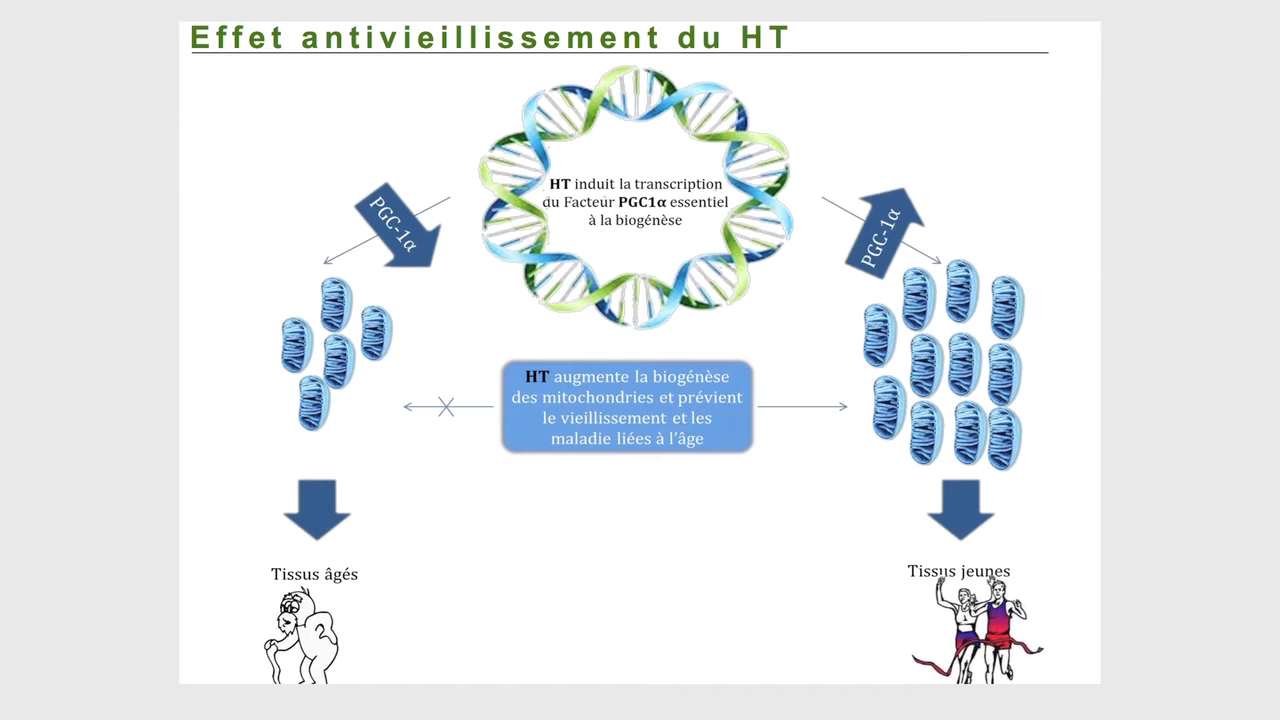 Effet antivieillissement du HT
HT induit la transcription
du Facteur PGC1α essentiel
à la biogénèse
PGC-1α
PGC-1α
HT augmente la biogénèse
des mitochondries et prévient
le vieillissement et les
maladie liées à l'âge
Tissus âgés
Tissus jeunes